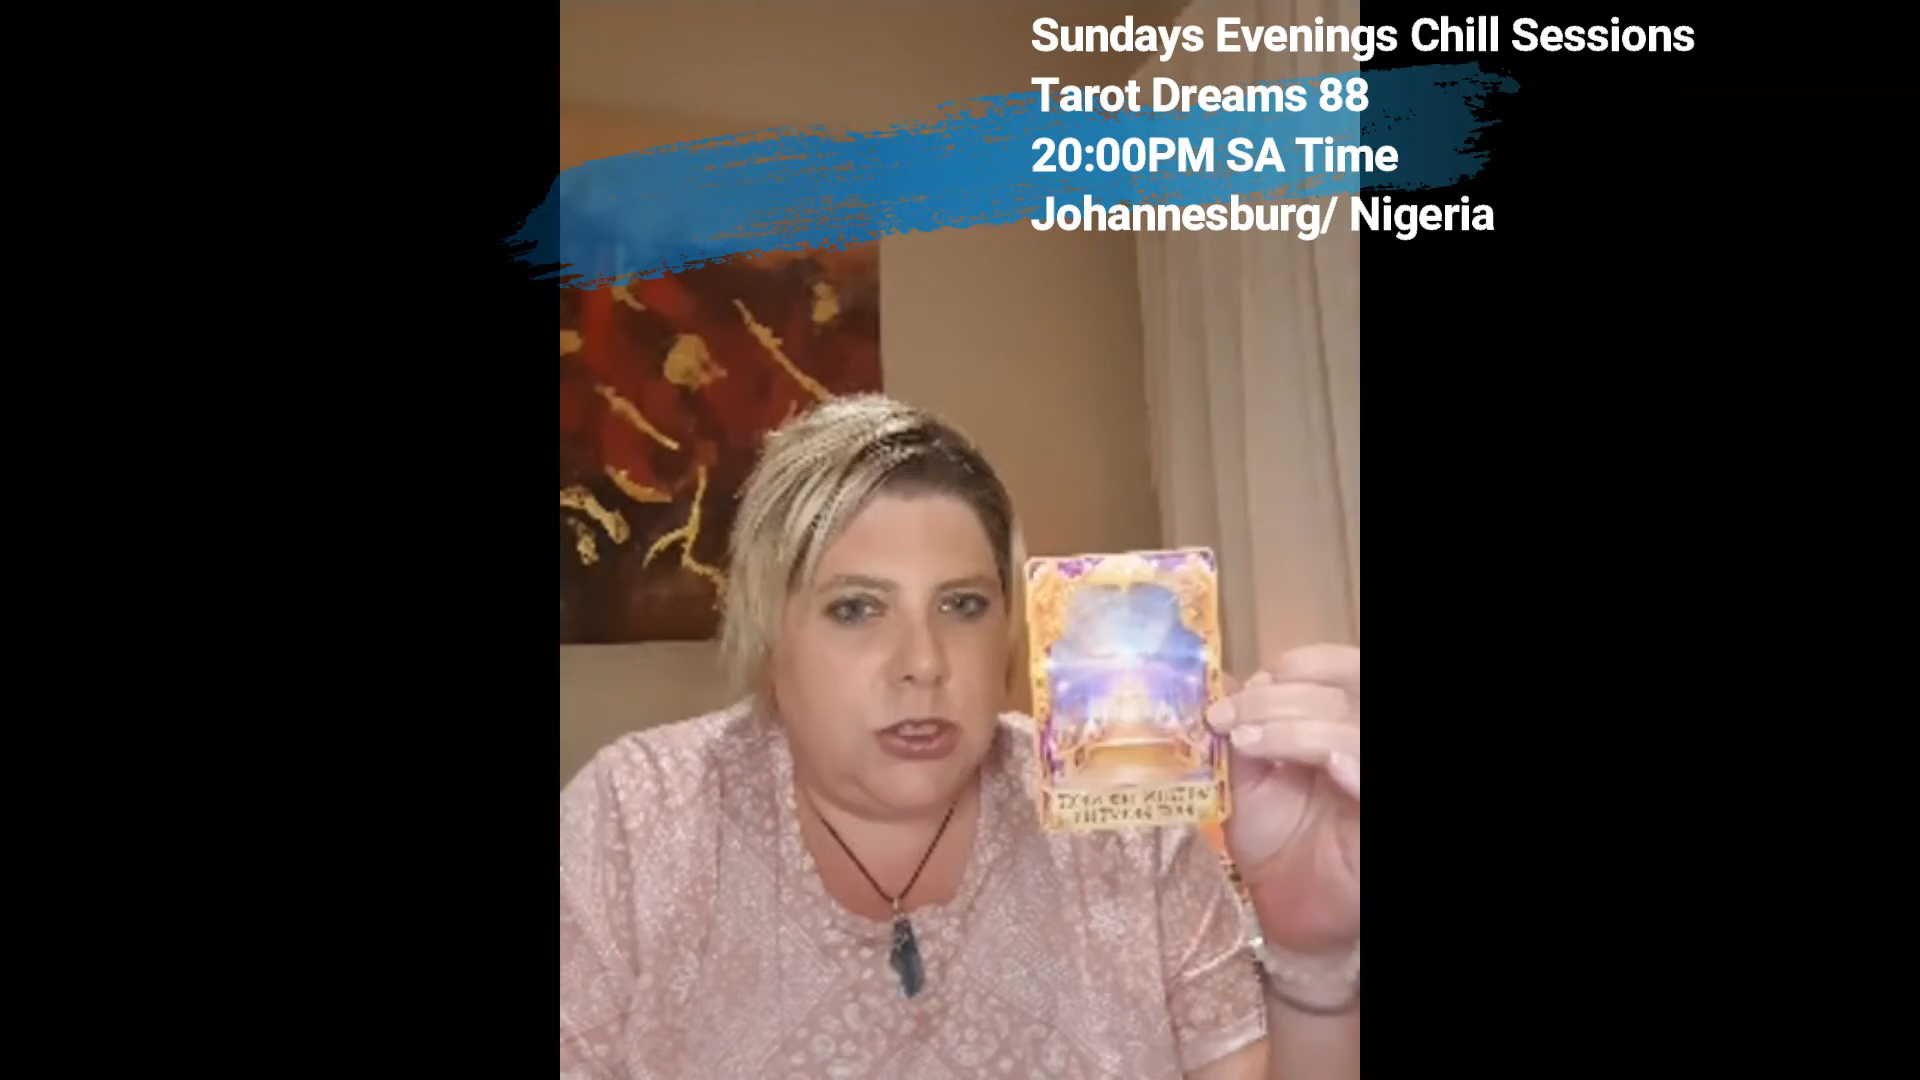 Sundays Evenings Chill Sessions
Tarot Dreams 88
20:00PM SA Time
Johannesburg/ Nigeria